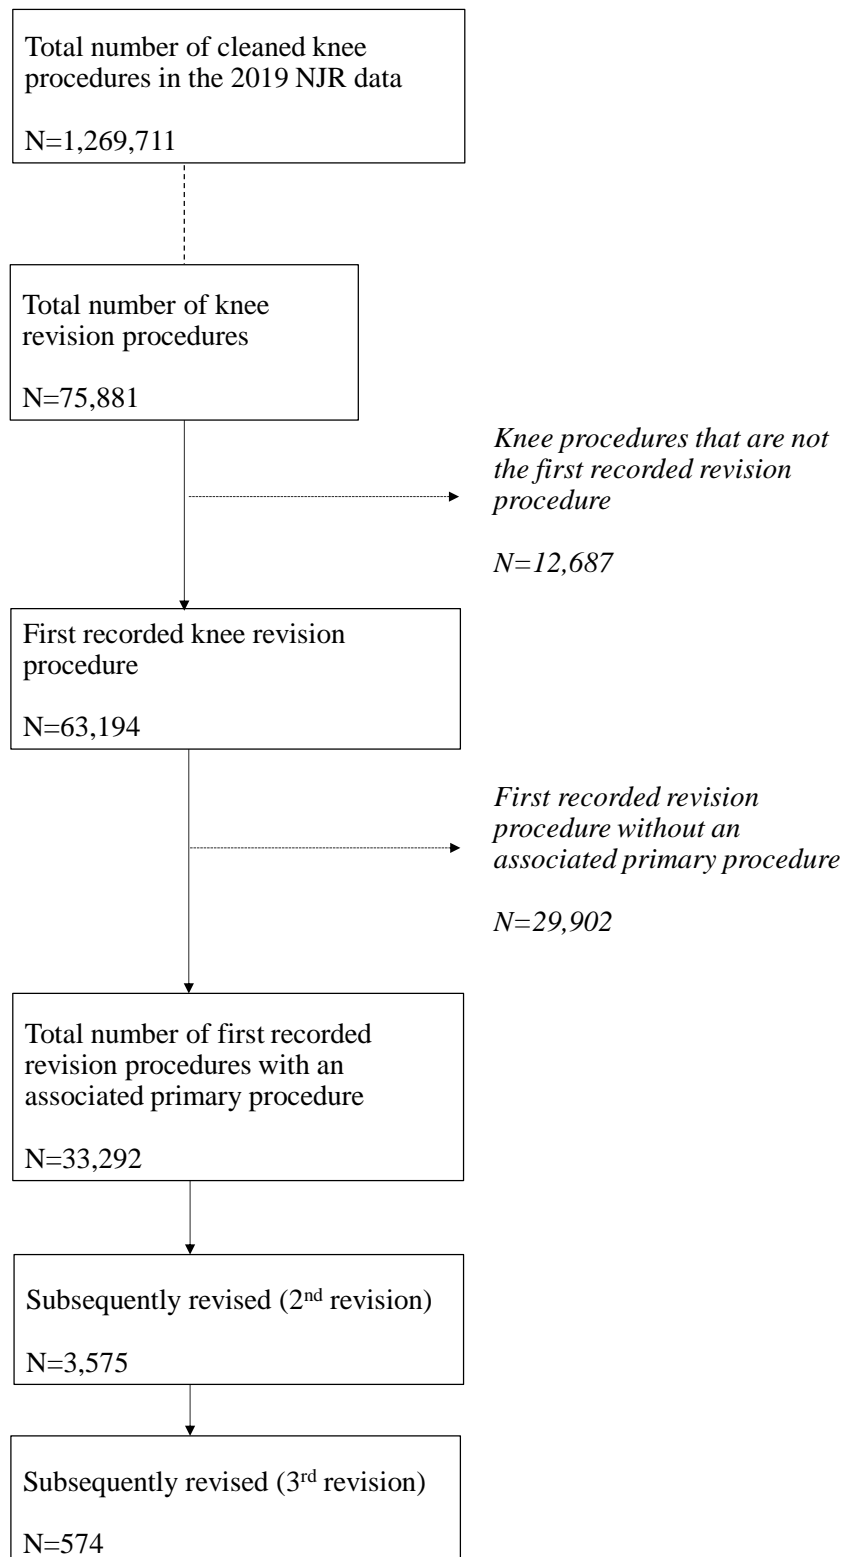 Total number of cleaned knee
procedures in the 2019 NJR data
N=1,269,711
Total number of knee
revision procedures
N=75,881
Knee procedures that are not
the first recorded revision
procedure
N=12,687
First recorded knee revision
procedure
N=63,194
First recorded revision
procedure without an
associated primary procedure
N=29,902
Total number of first recorded
revision procedures with an
associated primary procedure
N=33,292
Subsequently revised (2nd revision)
N=3,575
Subsequently revised (3rd revision)
N=574